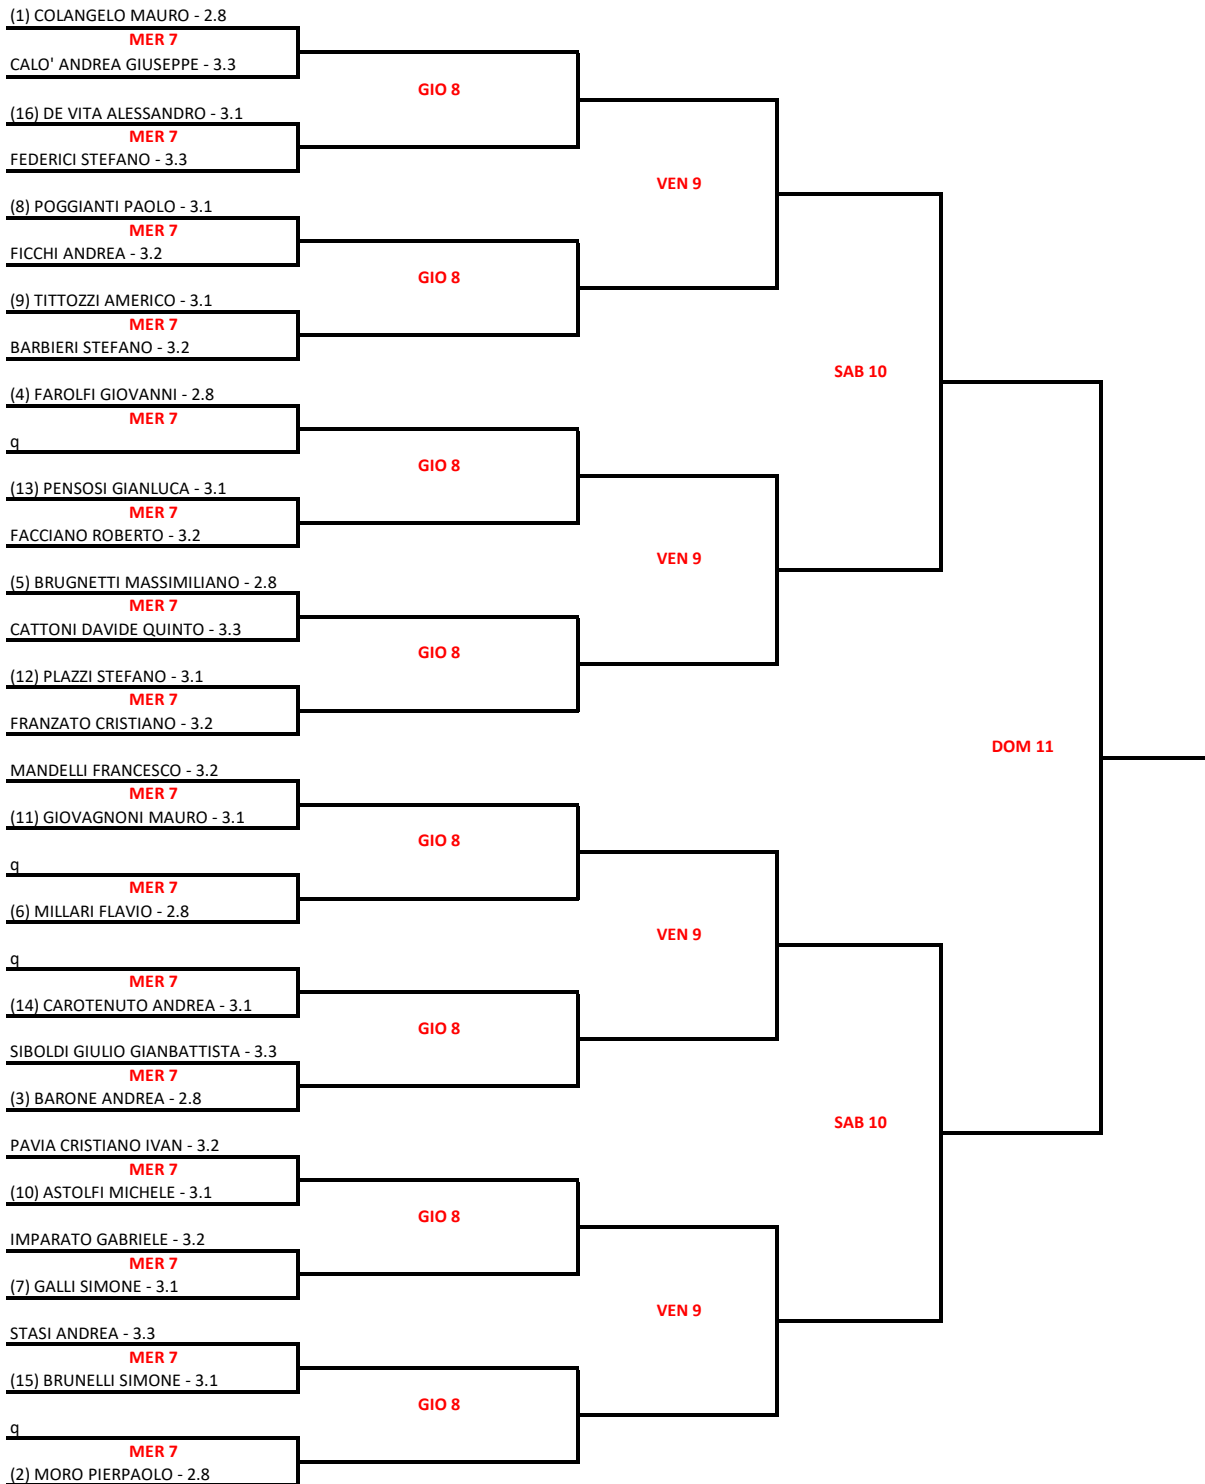 (1) COLANGELO MAURO - 2.8
MER 7
CALO' ANDREA GIUSEPPE - 3.3
GIO 8
(16) DE VITA ALESSANDRO - 3.1
MER 7
FEDERICI STEFANO - 3.3
VEN 9
(8) POGGIANTI PAOLO - 3.1
MER 7
FICCHI ANDREA - 3.2
GIO 8
(9) TITTOZZI AMERICO - 3.1
MER 7
BARBIERI STEFANO - 3.2
SAB 10
(4) FAROLFI GIOVANNI - 2.8
MER 7
q
GIO 8
(13) PENSOSI GIANLUCA - 3.1
MER 7
FACCIANO ROBERTO - 3.2
VEN 9
(5) BRUGNETTI MASSIMILIANO - 2.8
MER 7
CATTONI DAVIDE QUINTO - 3.3
GIO 8
(12) PLAZZI STEFANO - 3.1
MER 7
FRANZATO CRISTIANO - 3.2
DOM 11
MANDELLI FRANCESCO - 3.2
MER 7
(11) GIOVAGNONI MAURO - 3.1
GIO 8
q
MER 7
(6) MILLARI FLAVIO - 2.8
VEN 9
q
MER 7
(14) CAROTENUTO ANDREA - 3.1
GIO 8
SIBOLDI GIULIO GIANBATTISTA - 3.3
MER 7
(3) BARONE ANDREA - 2.8
SAB 10
PAVIA CRISTIANO IVAN - 3.2
MER 7
(10) ASTOLFI MICHELE - 3.1
GIO 8
IMPARATO GABRIELE - 3.2
MER 7
(7) GALLI SIMONE - 3.1
VEN 9
STASI ANDREA - 3.3
MER 7
(15) BRUNELLI SIMONE - 3.1
GIO 8
q
MER 7
(2) MORO PIERPAOLO - 2.8